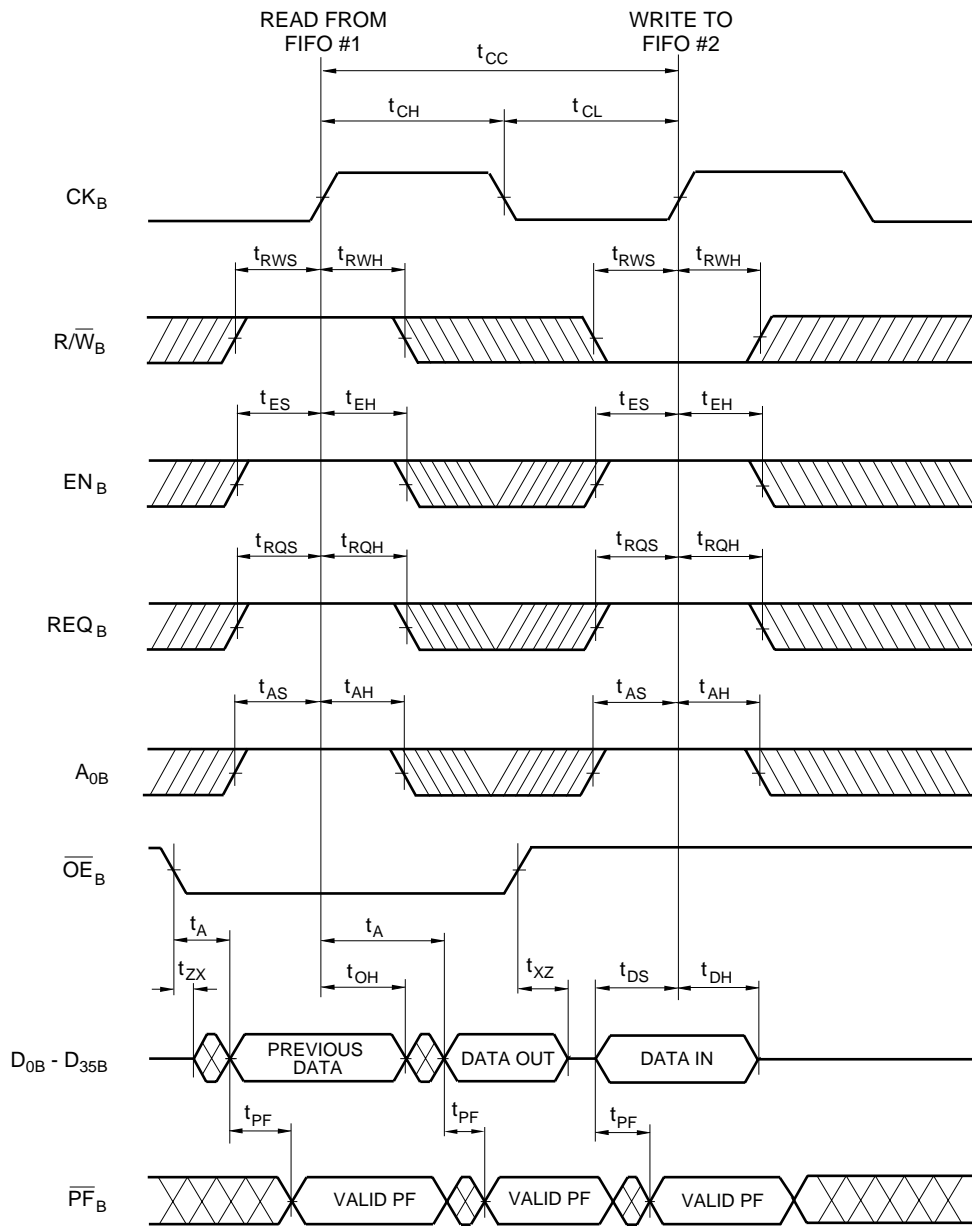 READ FROM
FIFO #1
WRITE TO
FIFO #2
tCC
tCH
tCL
CKB
tRWS
tRWH
tRWS
tRWH
R/W̅B
tES
tEH
tES
tEH
ENB
tRQS
tRQH
tRQS
tRQH
REQB
tAS
tAH
tAS
tAH
A0B
O̅E̅B
tA
tA
tZX
tOH
tXZ
tDS
tDH
D0B - D35B
PREVIOUS
DATA
DATA OUT
DATA IN
tPF
tPF
tPF
P̅F̅B
VALID PF
VALID PF
VALID PF